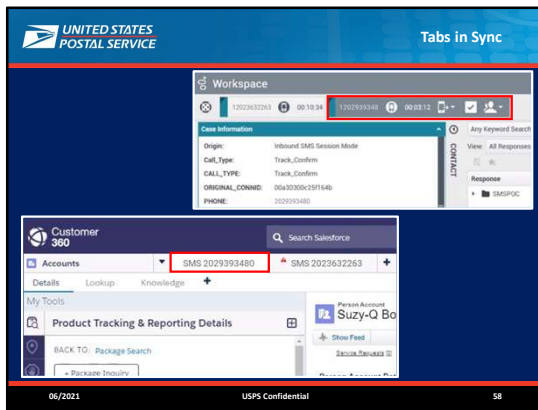 UNITED STATES
POSTAL SERVICE
Tabs in Sync
Workspace
12023632263 00:10:34 1202939348 00:03:12
Case Information
Origin: Inbound SMS Session Mode
Call_Type: Track_Confirm
CALL_TYPE: Track_Confirm
ORIGINAL_CONNID: 00a30300c25f164b
PHONE: 2029393480
CONTACT
Any Keyword Search
View: All Responses
Response
SMSPOC
Customer
360
Search Salesforce
Accounts SMS 2029393480 SMS 2023632263
Details Lookup Knowledge
My Tools
Product Tracking & Reporting Details
BACK TO: Package Search
+ Package Inquiry
Person Account
Suzy-Q Bo
Show Feed
Service Requests
06/2021 USPS Confidential 58